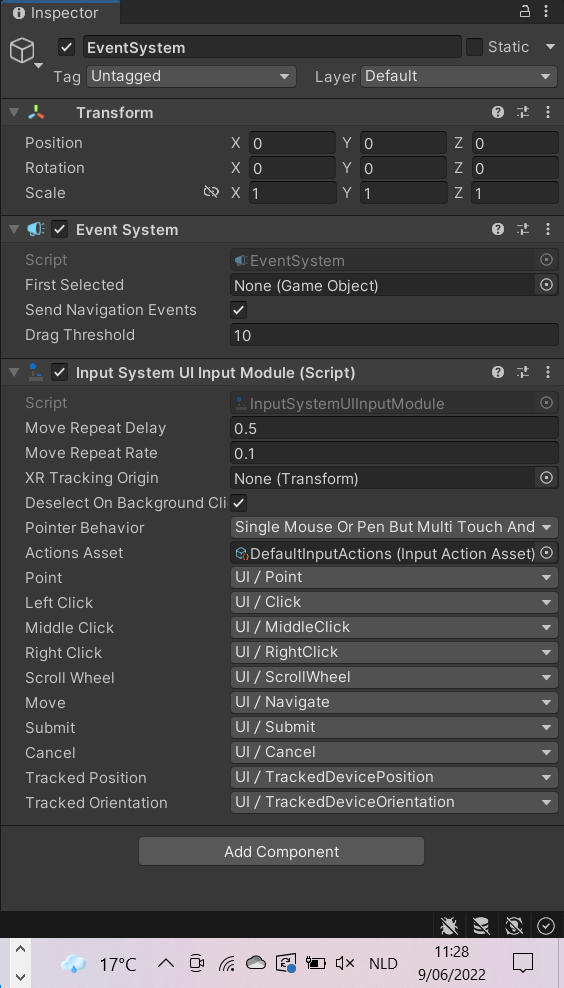 Inspector
EventSystem Static
Tag Untagged Layer Default
Transform
Position X 0 Y 0 Z 0
Rotation X 0 Y 0 Z 0
Scale X 1 Y 1 Z 1
Event System
Script EventSystem
First Selected None (Game Object)
Send Navigation Events
Drag Threshold 10
Input System UI Input Module (Script)
Script InputSystemUIInputModule
Move Repeat Delay 0.5
Move Repeat Rate 0.1
XR Tracking Origin None (Transform)
Deselect On Background Cli
Pointer Behavior Single Mouse Or Pen But Multi Touch And
Actions Asset DefaultInputActions (Input Action Asset)
Point UI / Point
Left Click UI / Click
Middle Click UI / MiddleClick
Right Click UI / RightClick
Scroll Wheel UI / ScrollWheel
Move UI / Navigate
Submit UI / Submit
Cancel UI / Cancel
Tracked Position UI / TrackedDevicePosition
Tracked Orientation UI / TrackedDeviceOrientation
Add Component
17°C NLD 11:28
9/06/2022